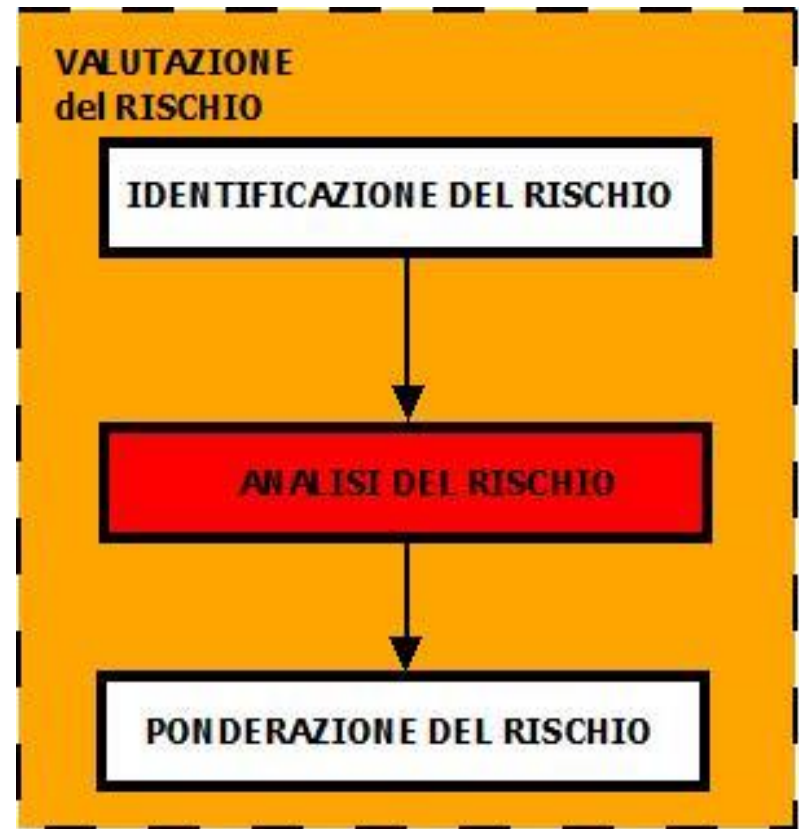 VALUTAZIONE
del RISCHIO
IDENTIFICAZIONE DEL RISCHIO
ANALISI DEL RISCHIO
PONDERAZIONE DEL RISCHIO